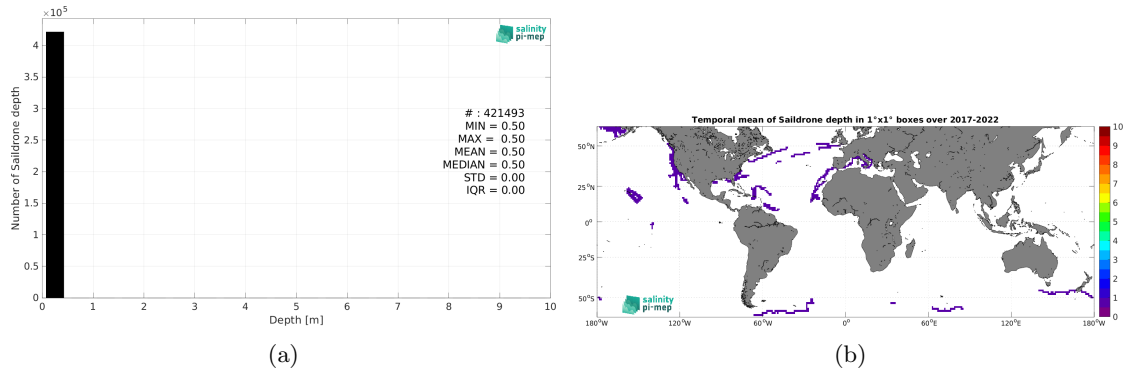 ×10⁵
4
3.5
3
2.5
2
1.5
1
0.5
0
Number of Saildrone depth
0 1 2 3 4 5 6 7 8 9 10
Depth [m]
salinity
pi-mep
# : 421493
MIN = 0.50
MAX = 0.50
MEAN = 0.50
MEDIAN = 0.50
STD = 0.00
IQR = 0.00
(a)
Temporal mean of Saildrone depth in 1°x1° boxes over 2017-2022
50°N
25°N
0°
25°S
50°S
180°W 120°W 60°W 0° 60°E 120°E 180°W
salinity
pi-mep
10
9
8
7
6
5
4
3
2
1
0
(b)